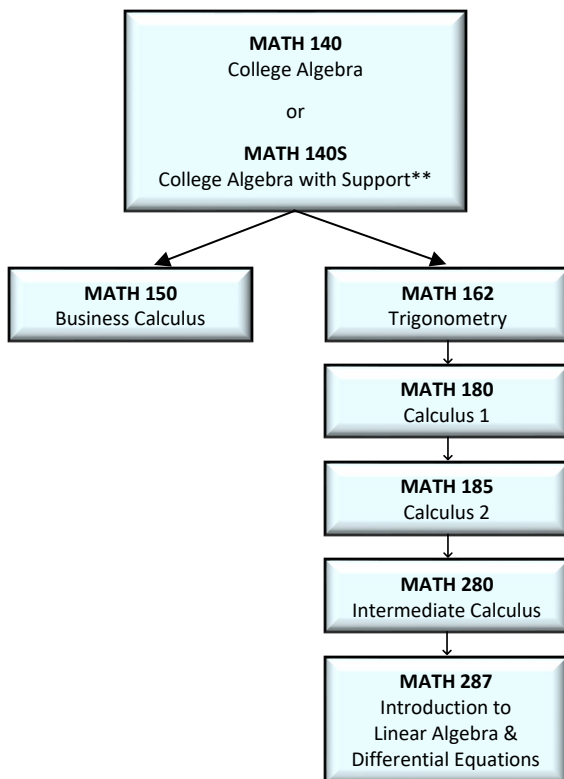 MATH 140
College Algebra
or
MATH 140S
College Algebra with Support**
MATH 150
Business Calculus
MATH 162
Trigonometry
MATH 180
Calculus 1
MATH 185
Calculus 2
MATH 280
Intermediate Calculus
MATH 287
Introduction to
Linear Algebra &
Differential Equations